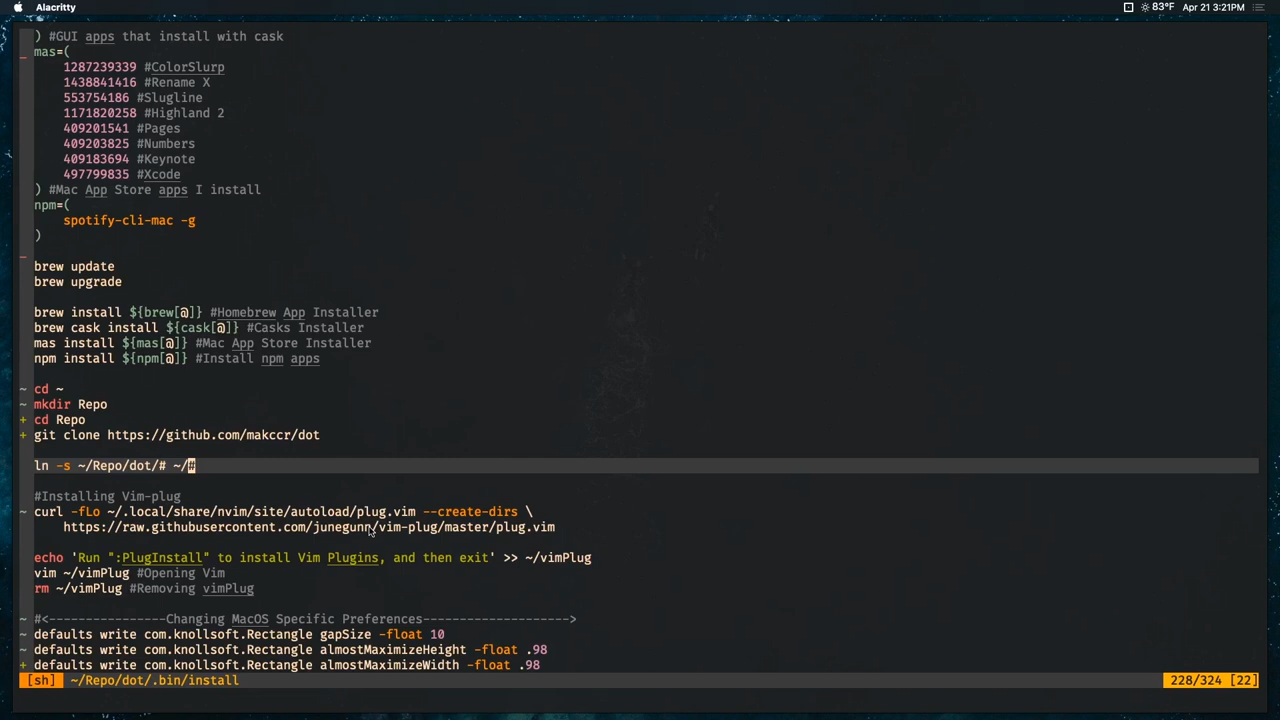 Alacritty
83°F Apr 21 3:21PM
) #GUI apps that install with cask
mas=(
1287239339 #ColorSlurp
1438841416 #Rename X
553754186 #Slugline
1171820258 #Highland 2
409201541 #Pages
409203825 #Numbers
409183694 #Keynote
497799835 #Xcode
) #Mac App Store apps I install
npm=(
spotify-cli-mac -g
)
brew update
brew upgrade
brew install ${brew[@]} #Homebrew App Installer
brew cask install ${cask[@]} #Casks Installer
mas install ${mas[@]} #Mac App Store Installer
npm install ${npm[@]} #Install npm apps
~ cd ~
~ mkdir Repo
+ cd Repo
+ git clone https://github.com/makccr/dot
ln -s ~/Repo/dot/# ~/#
#Installing Vim-plug
~ curl -fLo ~/.local/share/nvim/site/autoload/plug.vim --create-dirs \
https://raw.githubusercontent.com/junegunn/vim-plug/master/plug.vim
echo 'Run ":PlugInstall" to install Vim Plugins, and then exit' >> ~/vimPlug
vim ~/vimPlug #Opening Vim
rm ~/vimPlug #Removing vimPlug
~ #<----------------Changing MacOS Specific Preferences-------------------->
~ defaults write com.knollsoft.Rectangle gapSize -float 10
~ defaults write com.knollsoft.Rectangle almostMaximizeHeight -float .98
+ defaults write com.knollsoft.Rectangle almostMaximizeWidth -float .98
[sh] ~/Repo/dot/.bin/install 228/324 [22]